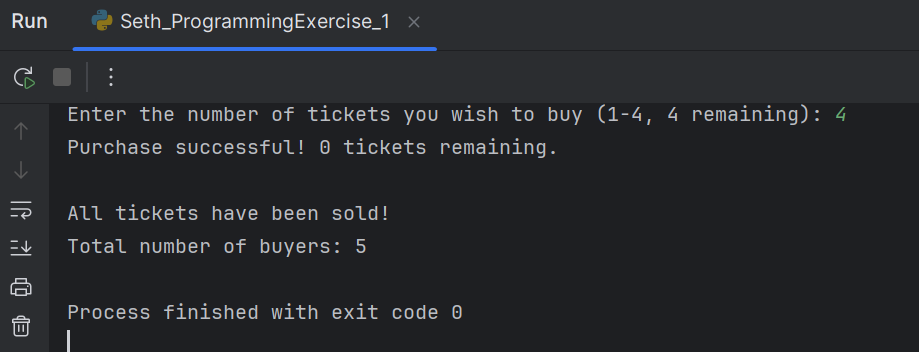 Run Seth_ProgrammingExercise_1
Enter the number of tickets you wish to buy (1-4, 4 remaining): 4
Purchase successful! 0 tickets remaining.
All tickets have been sold!
Total number of buyers: 5
Process finished with exit code 0